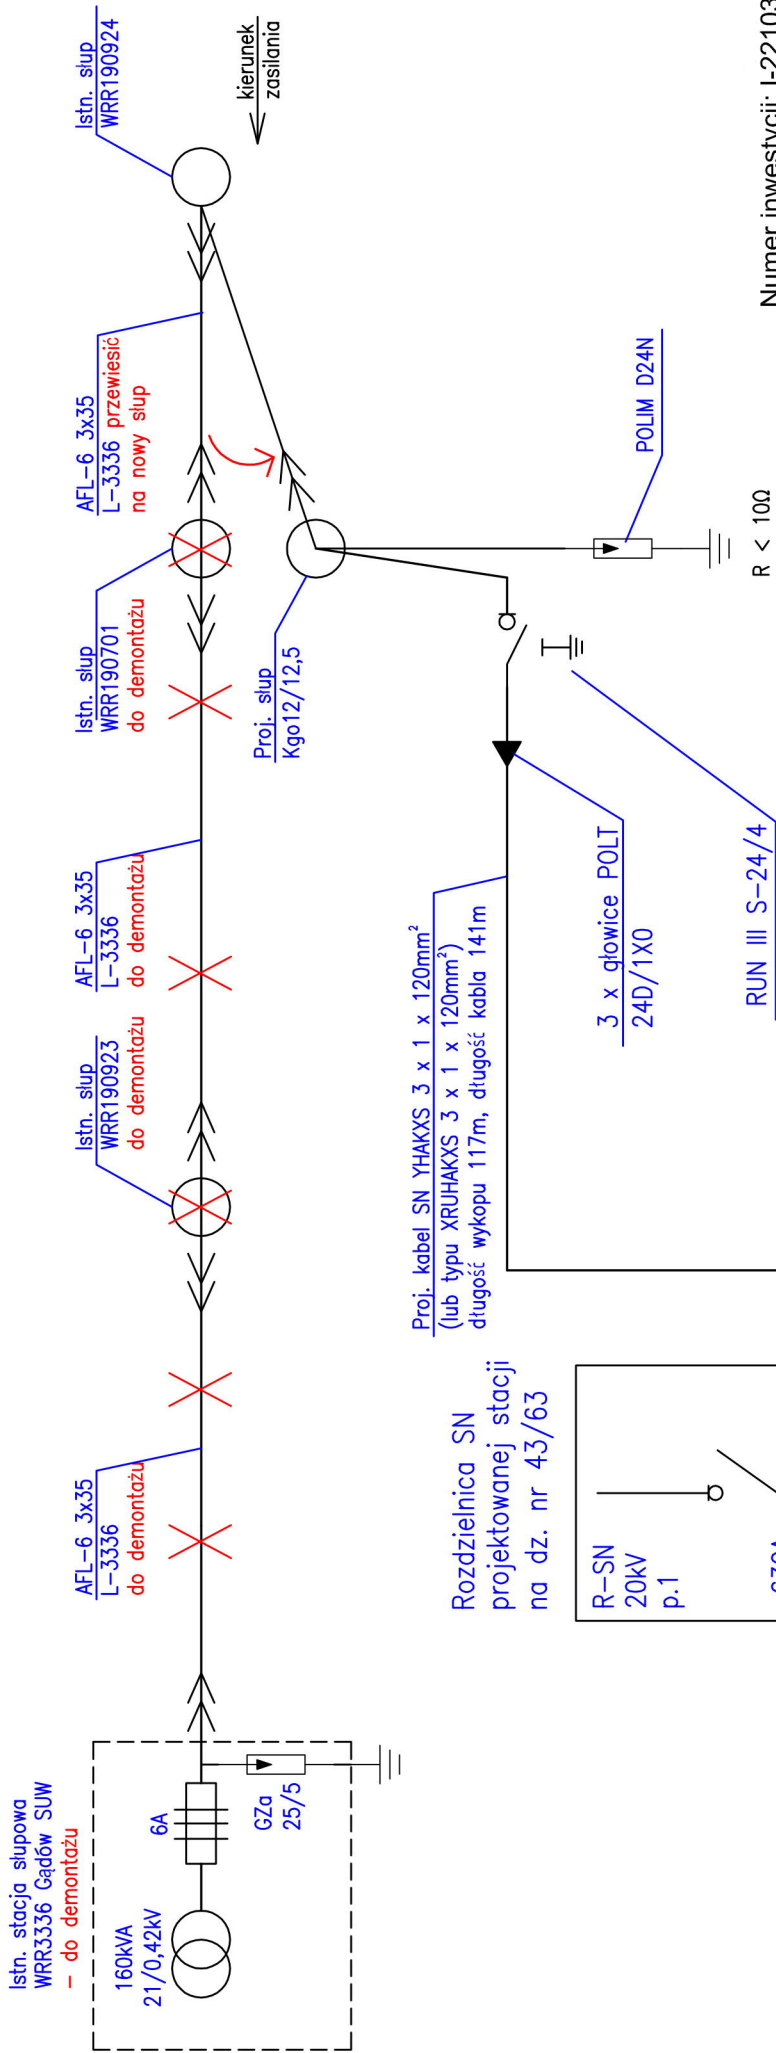 Istn. stacja słupowa
WRR3336 Gądów SUW
- do demontażu
160kVA
21/0,42kV
6A
GZa
25/5
AFL-6 3x35
L-3336
do demontażu
Istn. słup
WRR190923
do demontażu
AFL-6 3x35
L-3336
do demontażu
Istn. słup
WRR190701
do demontażu
AFL-6 3x35
L-3336 przewiesić
na nowy słup
Istn. słup
WRR190924
kierunek
zasilania
Proj. słup
Kgo12/12,5
Proj. kabel SN YHAKXS 3 x 1 x 120mm²
(lub typu XRUHAKXS 3 x 1 x 120mm²)
długość wykopu 117m, długość kabla 141m
3 x głowice POLT
24D/1XO
RUN III S-24/4
POLIM D24N
R < 10Ω
Rozdzielnica SN
projektowanej stacji
na dz. nr 43/63
R-SN
20kV
p.1
Numer inwestycji: I-22103